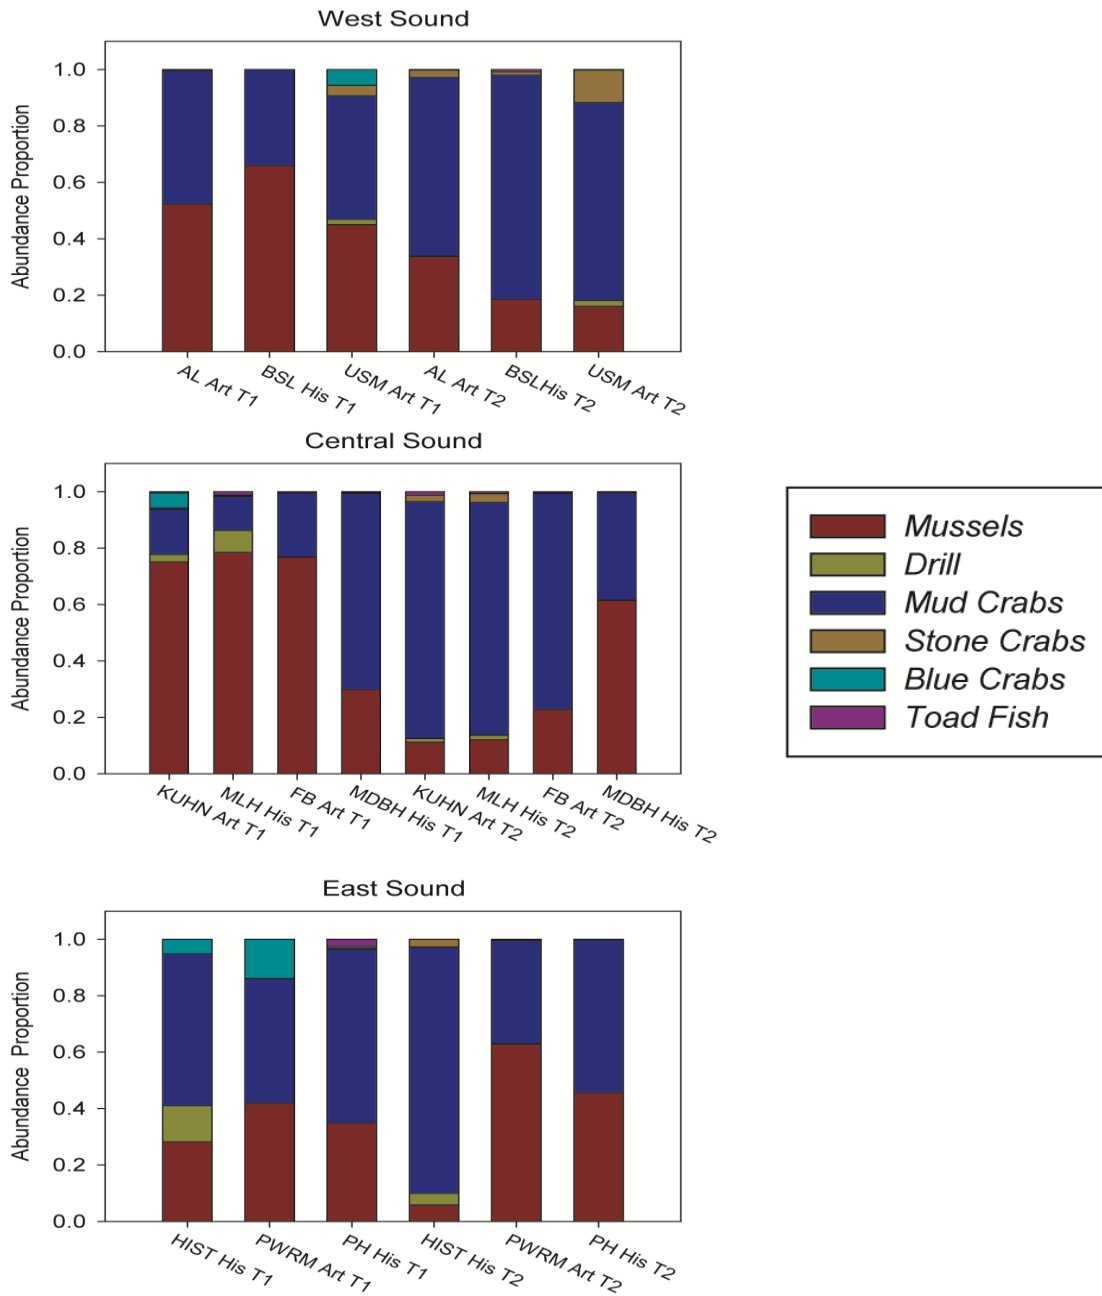 West Sound
Abundance Proportion
1.0
0.8
0.6
0.4
0.2
0.0
AL Art T1
BSL His T1
USM Art T1
AL Art T2
BSLHis T2
USM Art T2
Central Sound
Abundance Proportion
1.0
0.8
0.6
0.4
0.2
0.0
KUHN Art T1
MLH His T1
FB Art T1
MDBH His T1
KUHN Art T2
MLH His T2
FB Art T2
MDBH His T2
Mussels
Drill
Mud Crabs
Stone Crabs
Blue Crabs
Toad Fish
East Sound
Abundance Proportion
1.0
0.8
0.6
0.4
0.2
0.0
HIST His T1
PWRM Art T1
PH His T1
HIST His T2
PWRM Art T2
PH His T2